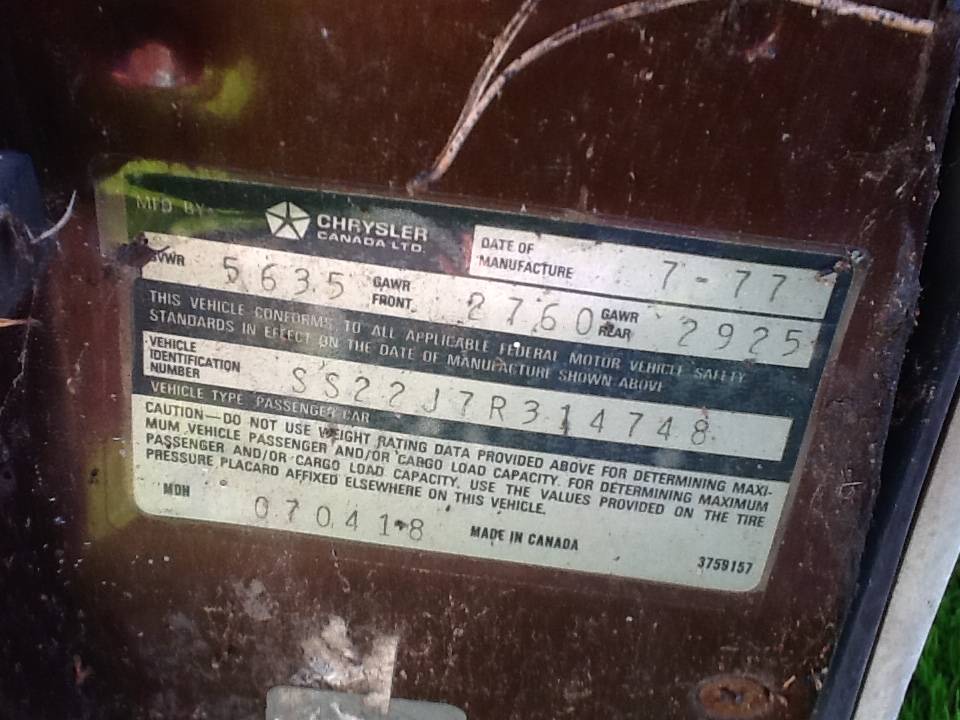 MFD BY CHRYSLER
CANADA LTD.
DATE OF
MANUFACTURE 7-77
GVWR 5635 GAWR
FRONT 2760 GAWR
REAR 2925
THIS VEHICLE CONFORMS TO ALL APPLICABLE FEDERAL MOTOR VEHICLE SAFETY
STANDARDS IN EFFECT ON THE DATE OF MANUFACTURE SHOWN ABOVE
VEHICLE
IDENTIFICATION
NUMBER SS22J7R314748
VEHICLE TYPE PASSENGER CAR
CAUTION—DO NOT USE WEIGHT RATING DATA PROVIDED ABOVE FOR DETERMINING MAXI-
MUM VEHICLE PASSENGER AND/OR CARGO LOAD CAPACITY. FOR DETERMINING MAXIMUM
PASSENGER AND/OR CARGO LOAD CAPACITY, USE THE VALUES PROVIDED ON THE TIRE
PRESSURE PLACARD AFFIXED ELSEWHERE ON THIS VEHICLE.
MDH 070418 MADE IN CANADA
3759157